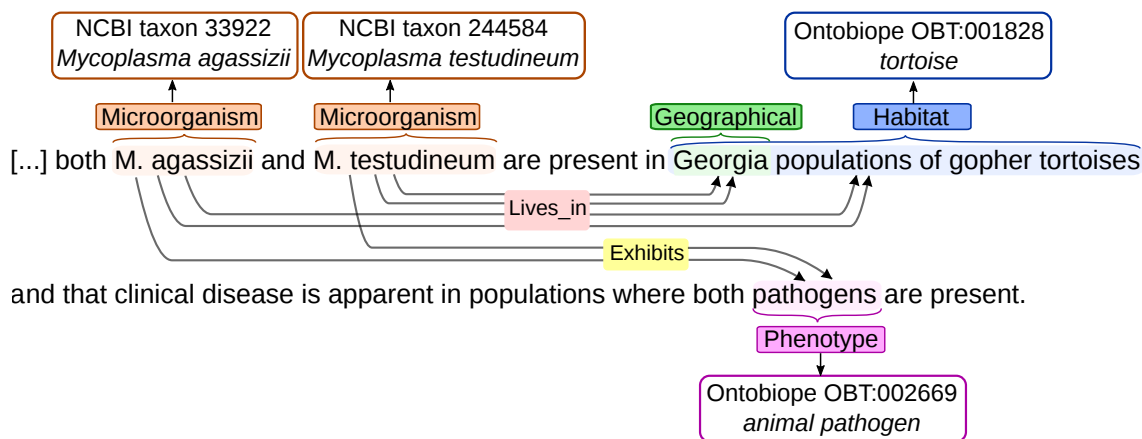 NCBI taxon 33922
Mycoplasma agassizii
NCBI taxon 244584
Mycoplasma testudineum
Ontobiope OBT:001828
tortoise
Microorganism
Microorganism
Geographical
Habitat
[...] both M. agassizii and M. testudineum are present in Georgia populations of gopher tortoises
Lives_in
Exhibits
and that clinical disease is apparent in populations where both pathogens are present.
Phenotype
Ontobiope OBT:002669
animal pathogen